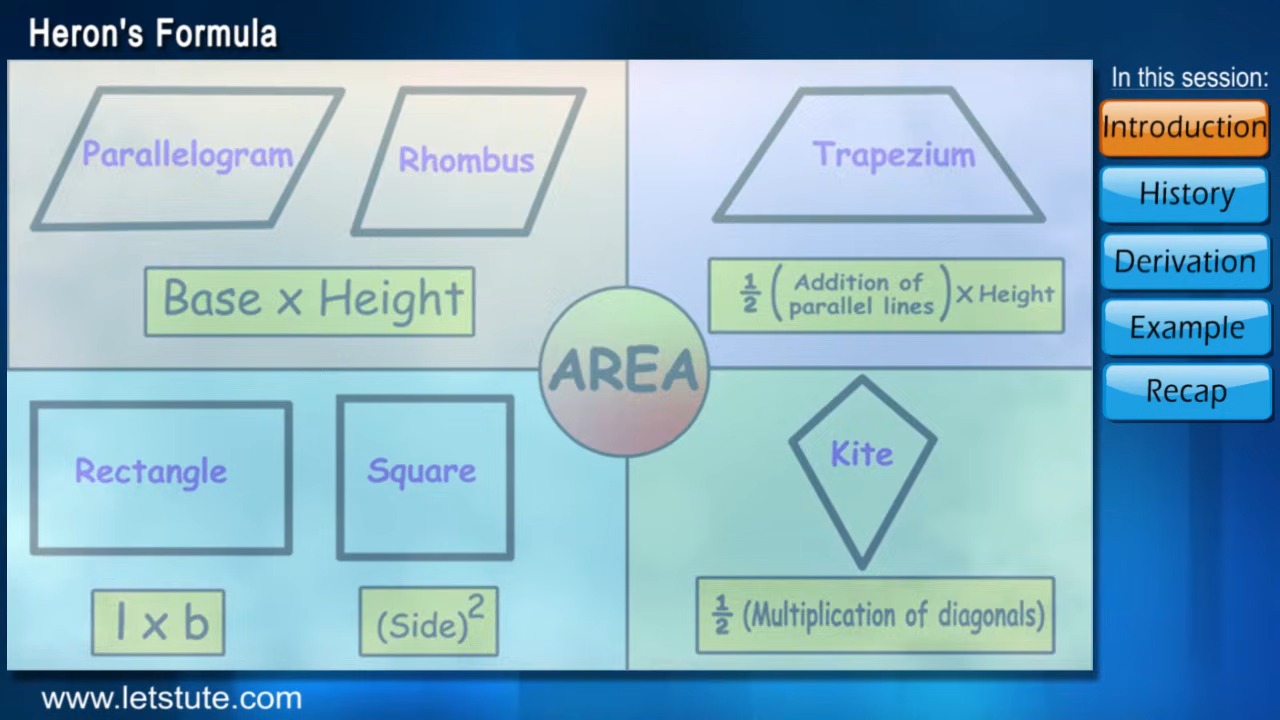 Heron's Formula
In this session:
Introduction
History
Derivation
Example
Recap
Parallelogram
Rhombus
Base x Height
Trapezium
1/2 (Addition of
parallel lines) x Height
AREA
Rectangle
Square
l x b
(Side)²
Kite
1/2 (Multiplication of diagonals)
www.letstute.com